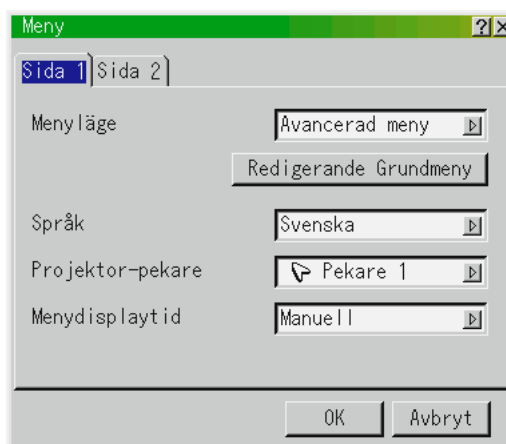 Meny
Sida 1 Sida 2
Menyläge Avancerad meny
Redigerande Grundmeny
Språk Svenska
Projektor-pekare Pekare 1
Menydisplaytid Manuell
OK Avbryt